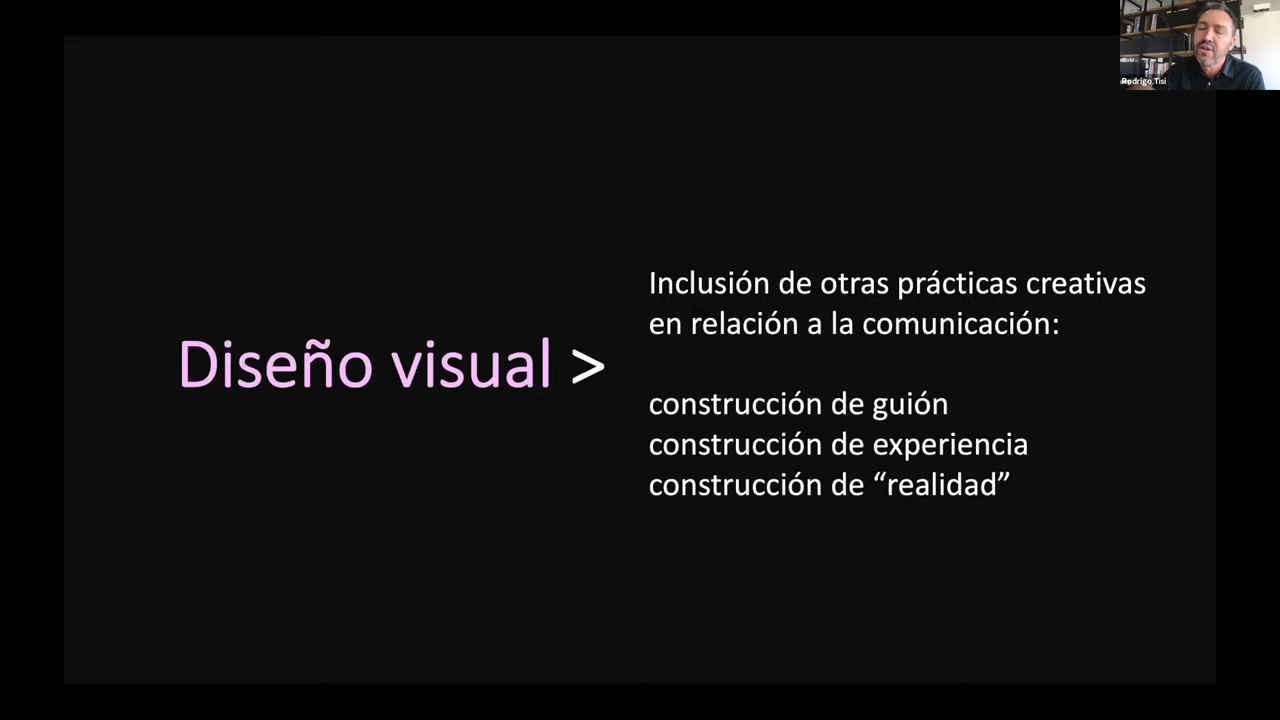 Rodrigo Tisi
Inclusión de otras prácticas creativas
en relación a la comunicación:
Diseño visual >
construcción de guión
construcción de experiencia
construcción de “realidad”